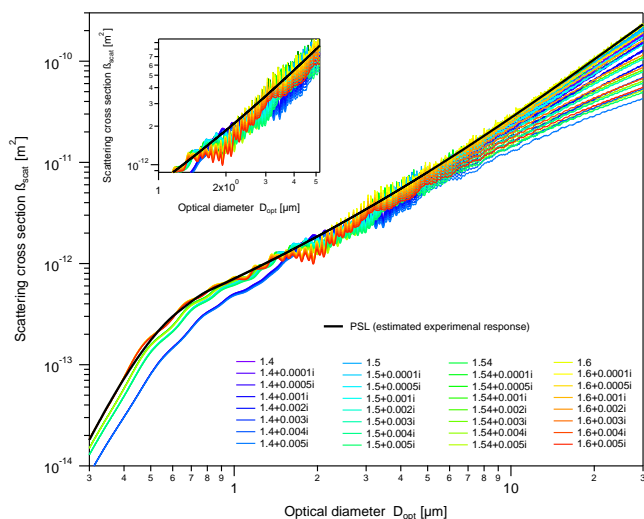 Scattering cross section ßscat [m²]
10⁻¹⁰
10⁻¹¹
10⁻¹²
10⁻¹³
10⁻¹⁴
Scattering cross section ßscat [m²]
7
6
5
4
3
2
10⁻¹²
1
2x10⁰
3
4
5
Optical diameter Dopt [µm]
PSL (estimated experimenal response)
1.4
1.4+0.0001i
1.4+0.0005i
1.4+0.001i
1.4+0.002i
1.4+0.003i
1.4+0.004i
1.4+0.005i
1.5
1.5+0.0001i
1.5+0.0005i
1.5+0.001i
1.5+0.002i
1.5+0.003i
1.5+0.004i
1.5+0.005i
1.54
1.54+0.0001i
1.54+0.0005i
1.54+0.001i
1.54+0.002i
1.54+0.003i
1.54+0.004i
1.54+0.005i
1.6
1.6+0.0001i
1.6+0.0005i
1.6+0.001i
1.6+0.002i
1.6+0.003i
1.6+0.004i
1.6+0.005i
3 4 5 6 7 8 9 1 2 3 4 5 6 7 8 9 10 2 3
Optical diameter Dopt [µm]